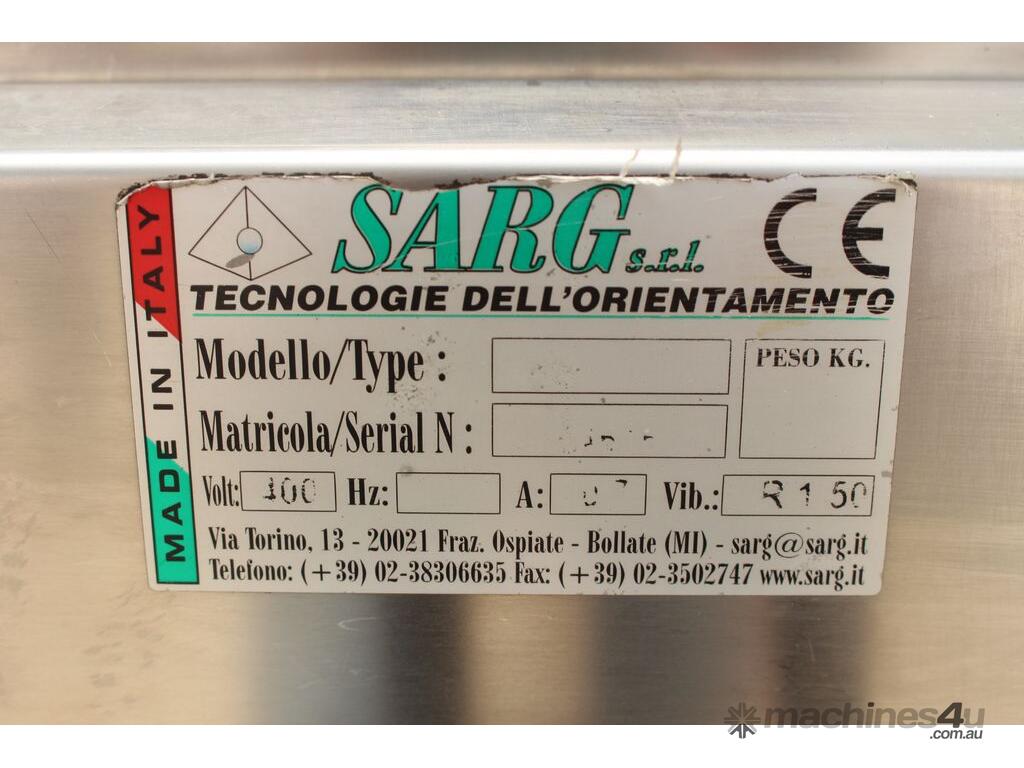 MADE IN ITALY
SARG s.r.l. CE
TECNOLOGIE DELL'ORIENTAMENTO
Modello/Type :
PESO KG.
Matricola/Serial N :
Volt: 400 Hz: A: Vib.: R 1 50
Via Torino, 13 - 20021 Fraz. Ospiate - Bollate (MI) - sarg@sarg.it
Telefono: (+39) 02-38306635 Fax: (+39) 02-3502747 www.sarg.it
machines4u
.com.au